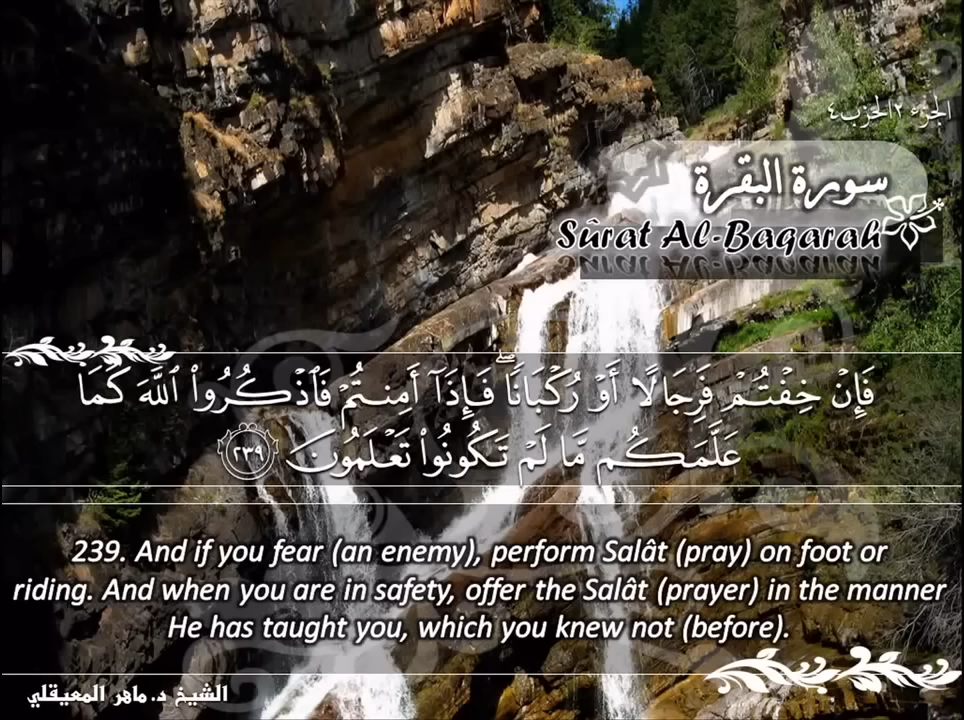 الجزء ٢ الحزب ٤
سورة البقرة
Sûrat Al-Baqarah
فَإِنْ خِفْتُمْ فَرِجَالًا أَوْ رُكْبَانًا ۖ فَإِذَآ أَمِنتُمْ فَٱذْكُرُوا۟ ٱللَّهَ كَمَا
عَلَّمَكُم مَّا لَمْ تَكُونُوا۟ تَعْلَمُونَ ٢٣٩
239. And if you fear (an enemy), perform Salât (pray) on foot or
riding. And when you are in safety, offer the Salât (prayer) in the manner
He has taught you, which you knew not (before).
الشيخ د. ماهر المعيقلي